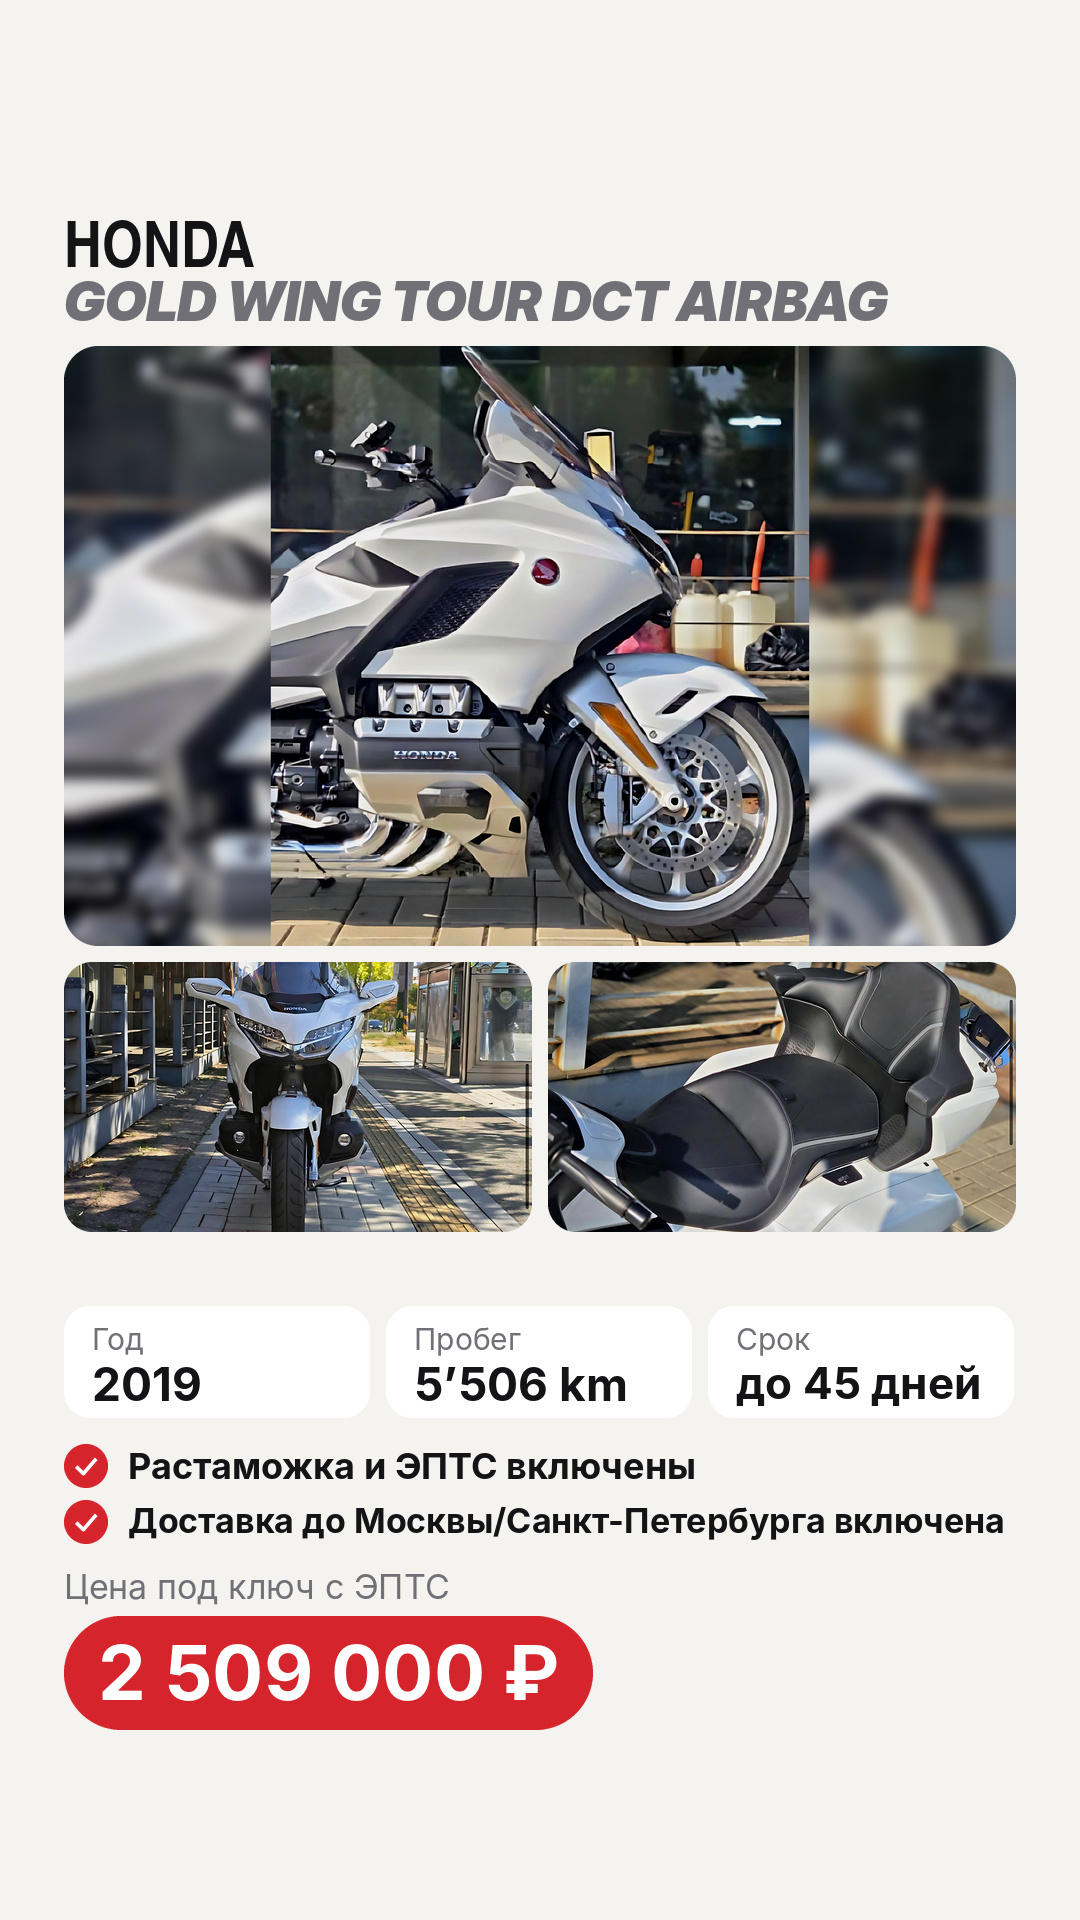 HONDA
GOLD WING TOUR DCT AIRBAG
HONDA
HONDA
Год
2019
Пробег
5’506 km
Срок
до 45 дней
Растаможка и ЭПТС включены
Доставка до Москвы/Санкт-Петербурга включена
Цена под ключ с ЭПТС
2 509 000 ₽